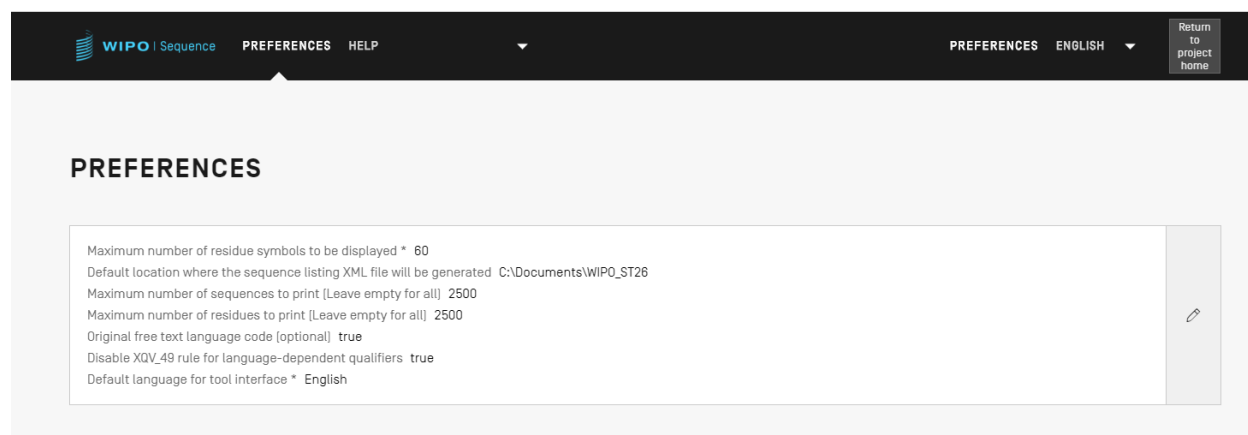 WIPO | Sequence PREFERENCES HELP PREFERENCES ENGLISH Return to project home
PREFERENCES
Maximum number of residue symbols to be displayed * 60
Default location where the sequence listing XML file will be generated C:\Documents\WIPO_ST26
Maximum number of sequences to print [Leave empty for all] 2500
Maximum number of residues to print [Leave empty for all] 2500
Original free text language code [optional] true
Disable XQV_49 rule for language-dependent qualifiers true
Default language for tool interface * English